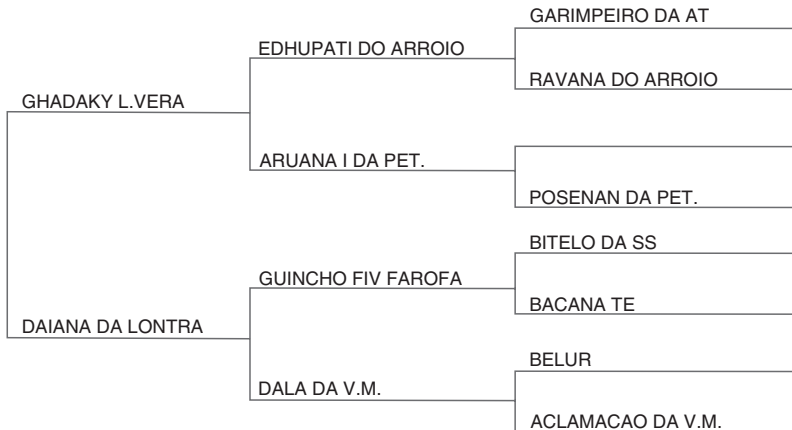 GARIMPEIRO DA AT
EDHUPATI DO ARROIO
RAVANA DO ARROIO
GHADAKY L.VERA
ARUANA I DA PET.
POSENAN DA PET.
BITELO DA SS
GUINCHO FIV FAROFA
BACANA TE
DAIANA DA LONTRA
BELUR
DALA DA V.M.
ACLAMACAO DA V.M.